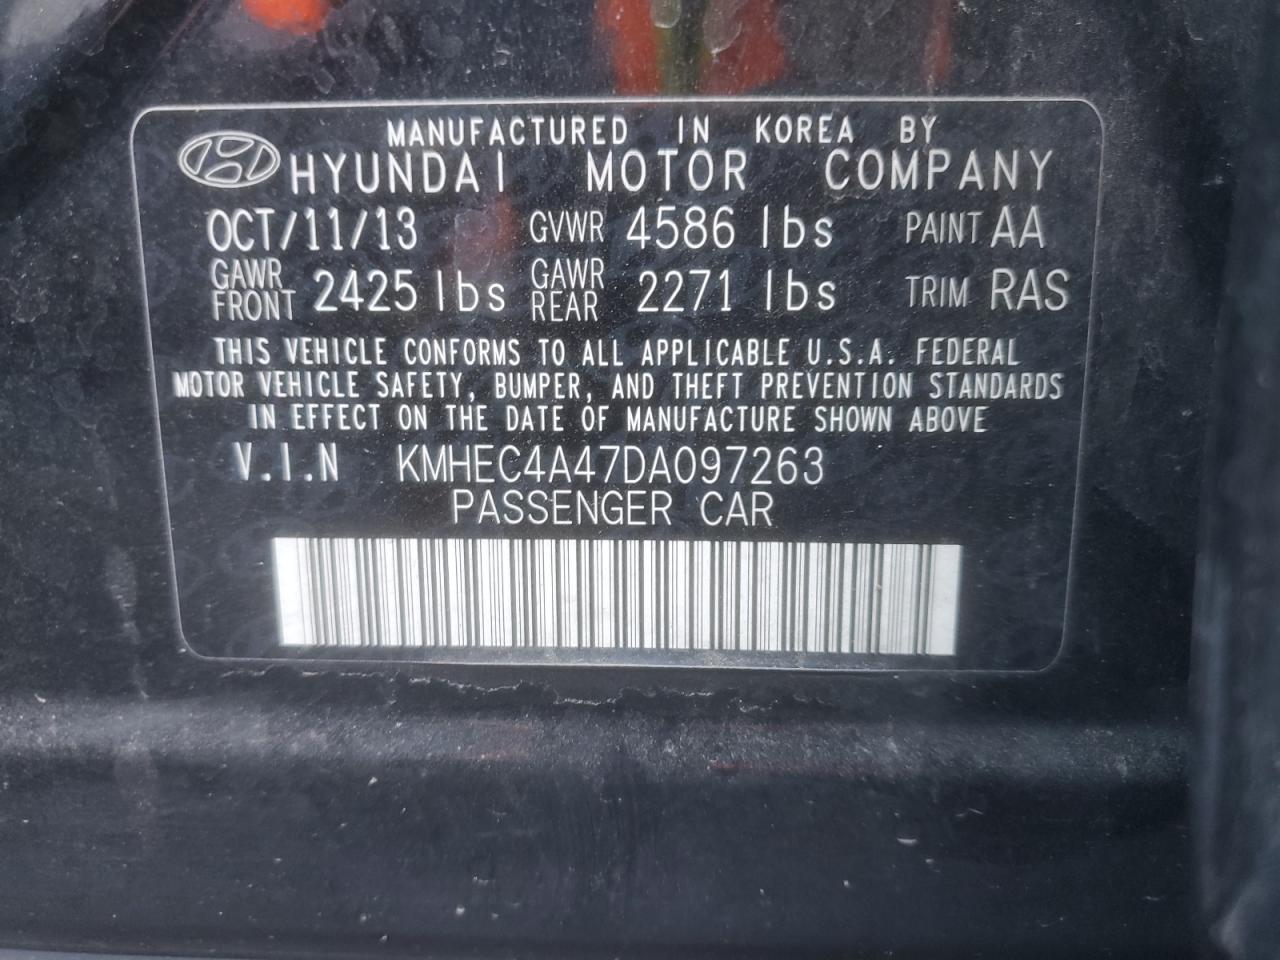 MANUFACTURED IN KOREA BY
HYUNDAI MOTOR COMPANY
OCT/11/13 GVWR 4586 lbs PAINT AA
GAWR FRONT 2425 lbs GAWR REAR 2271 lbs TRIM RAS
THIS VEHICLE CONFORMS TO ALL APPLICABLE U.S.A. FEDERAL
MOTOR VEHICLE SAFETY, BUMPER, AND THEFT PREVENTION STANDARDS
IN EFFECT ON THE DATE OF MANUFACTURE SHOWN ABOVE
V.I.N KMHEC4A47DA097263
PASSENGER CAR